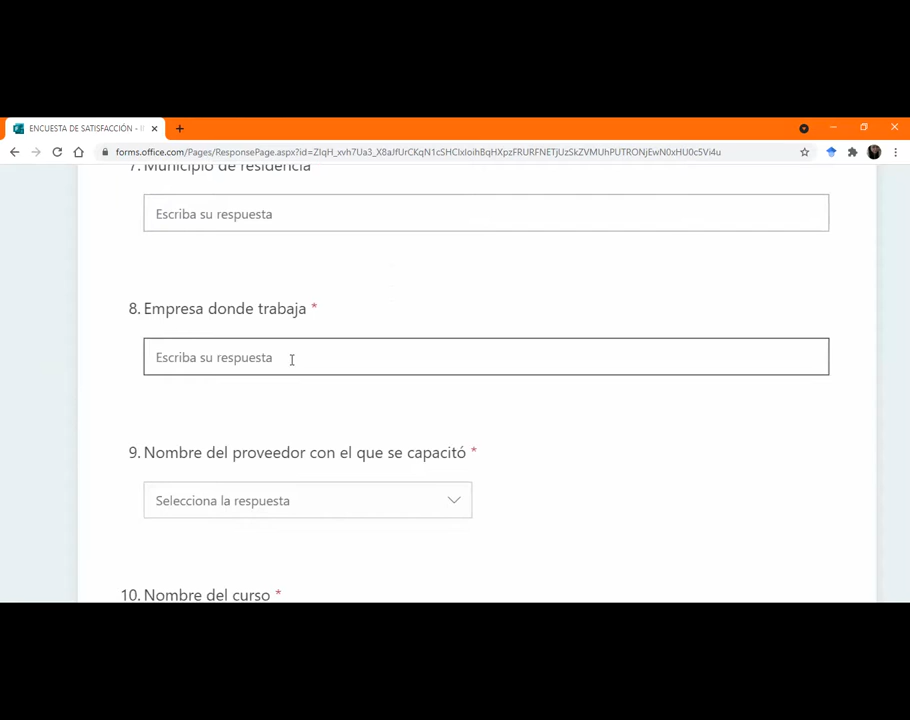 ENCUESTA DE SATISFACCIÓN - I
forms.office.com/Pages/ResponsePage.aspx?id=ZIqH_xvh7Ua3_X8aJfUrCKqN1cSHCIxIoihBqHXpzFRURFNETjUzSkZVMUhPUTRONjEwN0xHU0c5Vi4u
7. Municipio de residencia
Escriba su respuesta
8. Empresa donde trabaja *
Escriba su respuesta
9. Nombre del proveedor con el que se capacitó *
Selecciona la respuesta
10. Nombre del curso *